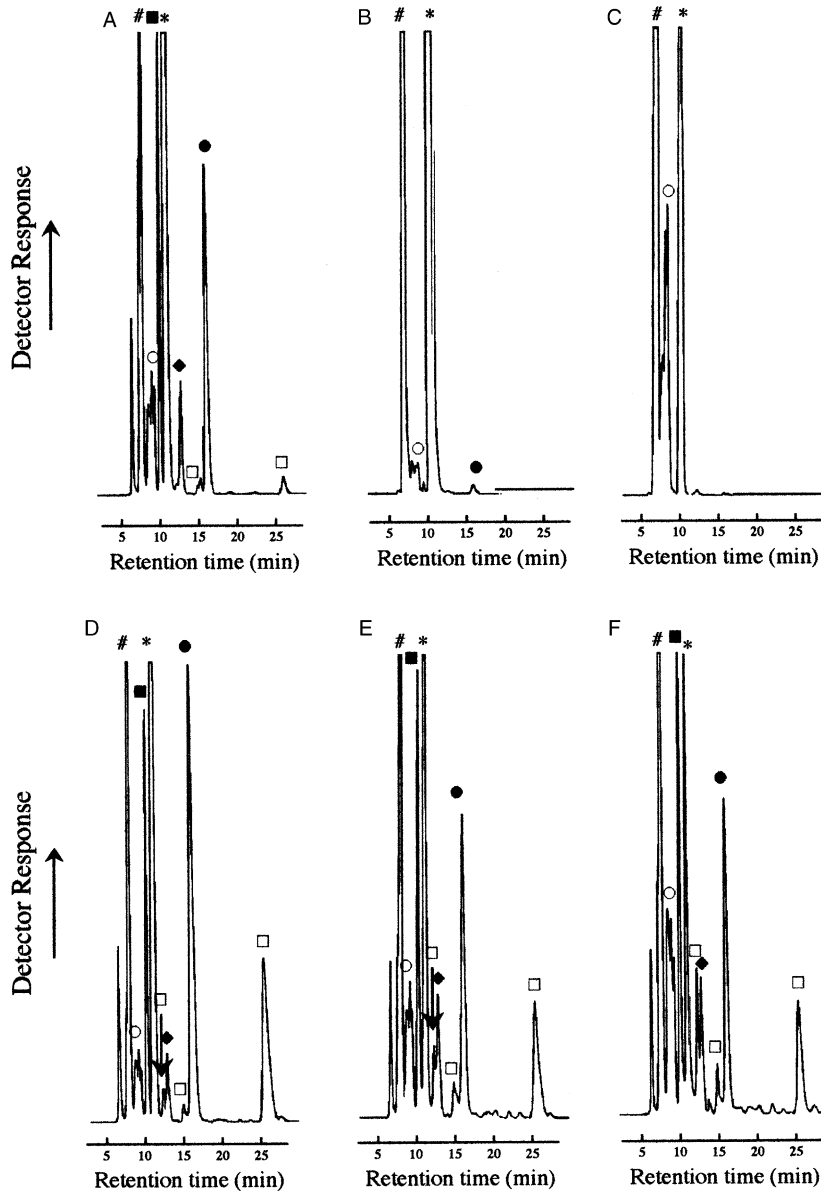 A # ■ *
B # *
C # *
Detector Response
● ○ ◆ □ □
○ ●
○
5 10 15 20 25
5 10 15 20 25
5 10 15 20 25
Retention time (min)
Retention time (min)
Retention time (min)
D # * ●
E # ■ *
F # ■ *
Detector Response
■ ○ □ ◆ □ □
○ □ ◆ □ ● □
○ □ ◆ □ ● □
5 10 15 20 25
5 10 15 20 25
5 10 15 20 25
Retention time (min)
Retention time (min)
Retention time (min)